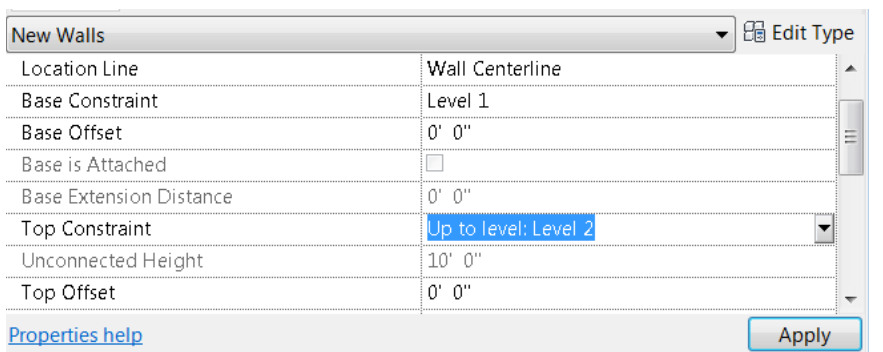 New Walls Edit Type
Location Line Wall Centerline
Base Constraint Level 1
Base Offset 0' 0"
Base is Attached
Base Extension Distance 0' 0"
Top Constraint Up to level: Level 2
Unconnected Height 10' 0"
Top Offset 0' 0"
Properties help Apply